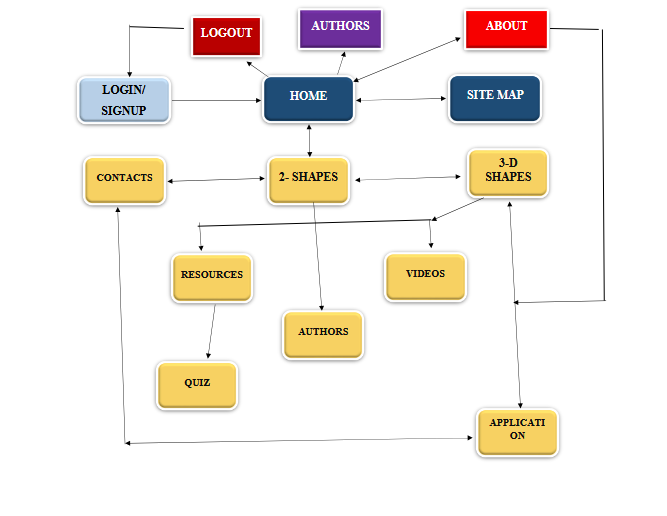 LOGOUT
AUTHORS
ABOUT
LOGIN/
SIGNUP
HOME
SITE MAP
CONTACTS
2- SHAPES
3-D
SHAPES
RESOURCES
VIDEOS
AUTHORS
QUIZ
APPLICATI
ON